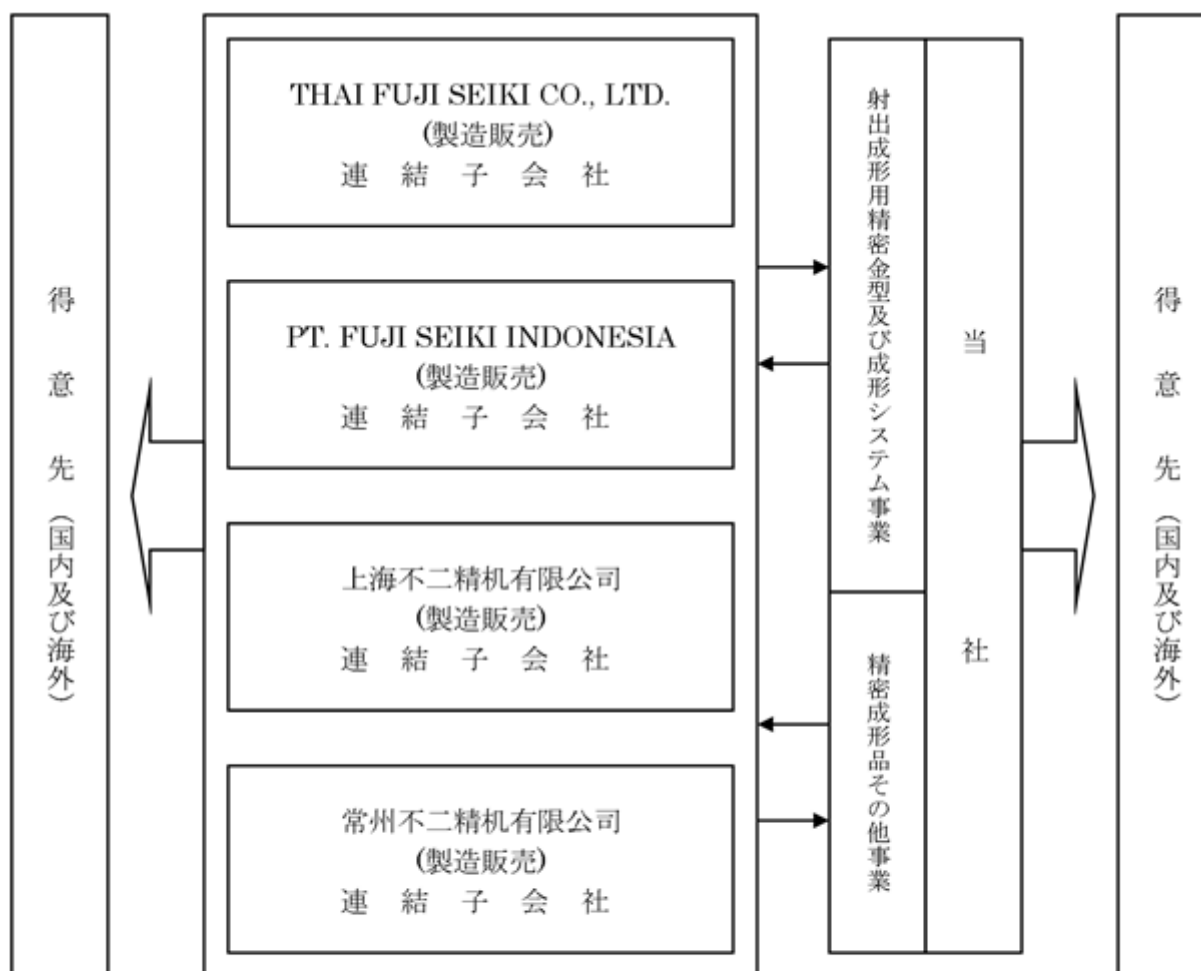 得意先（国内及び海外）
THAI FUJI SEIKI CO., LTD.
(製造販売)
連結子会社
PT. FUJI SEIKI INDONESIA
(製造販売)
連結子会社
上海不二精机有限公司
(製造販売)
連結子会社
常州不二精机有限公司
(製造販売)
連結子会社
射出成形用精密金型及び成形システム事業
精密成形品その他事業
当社
得意先（国内及び海外）